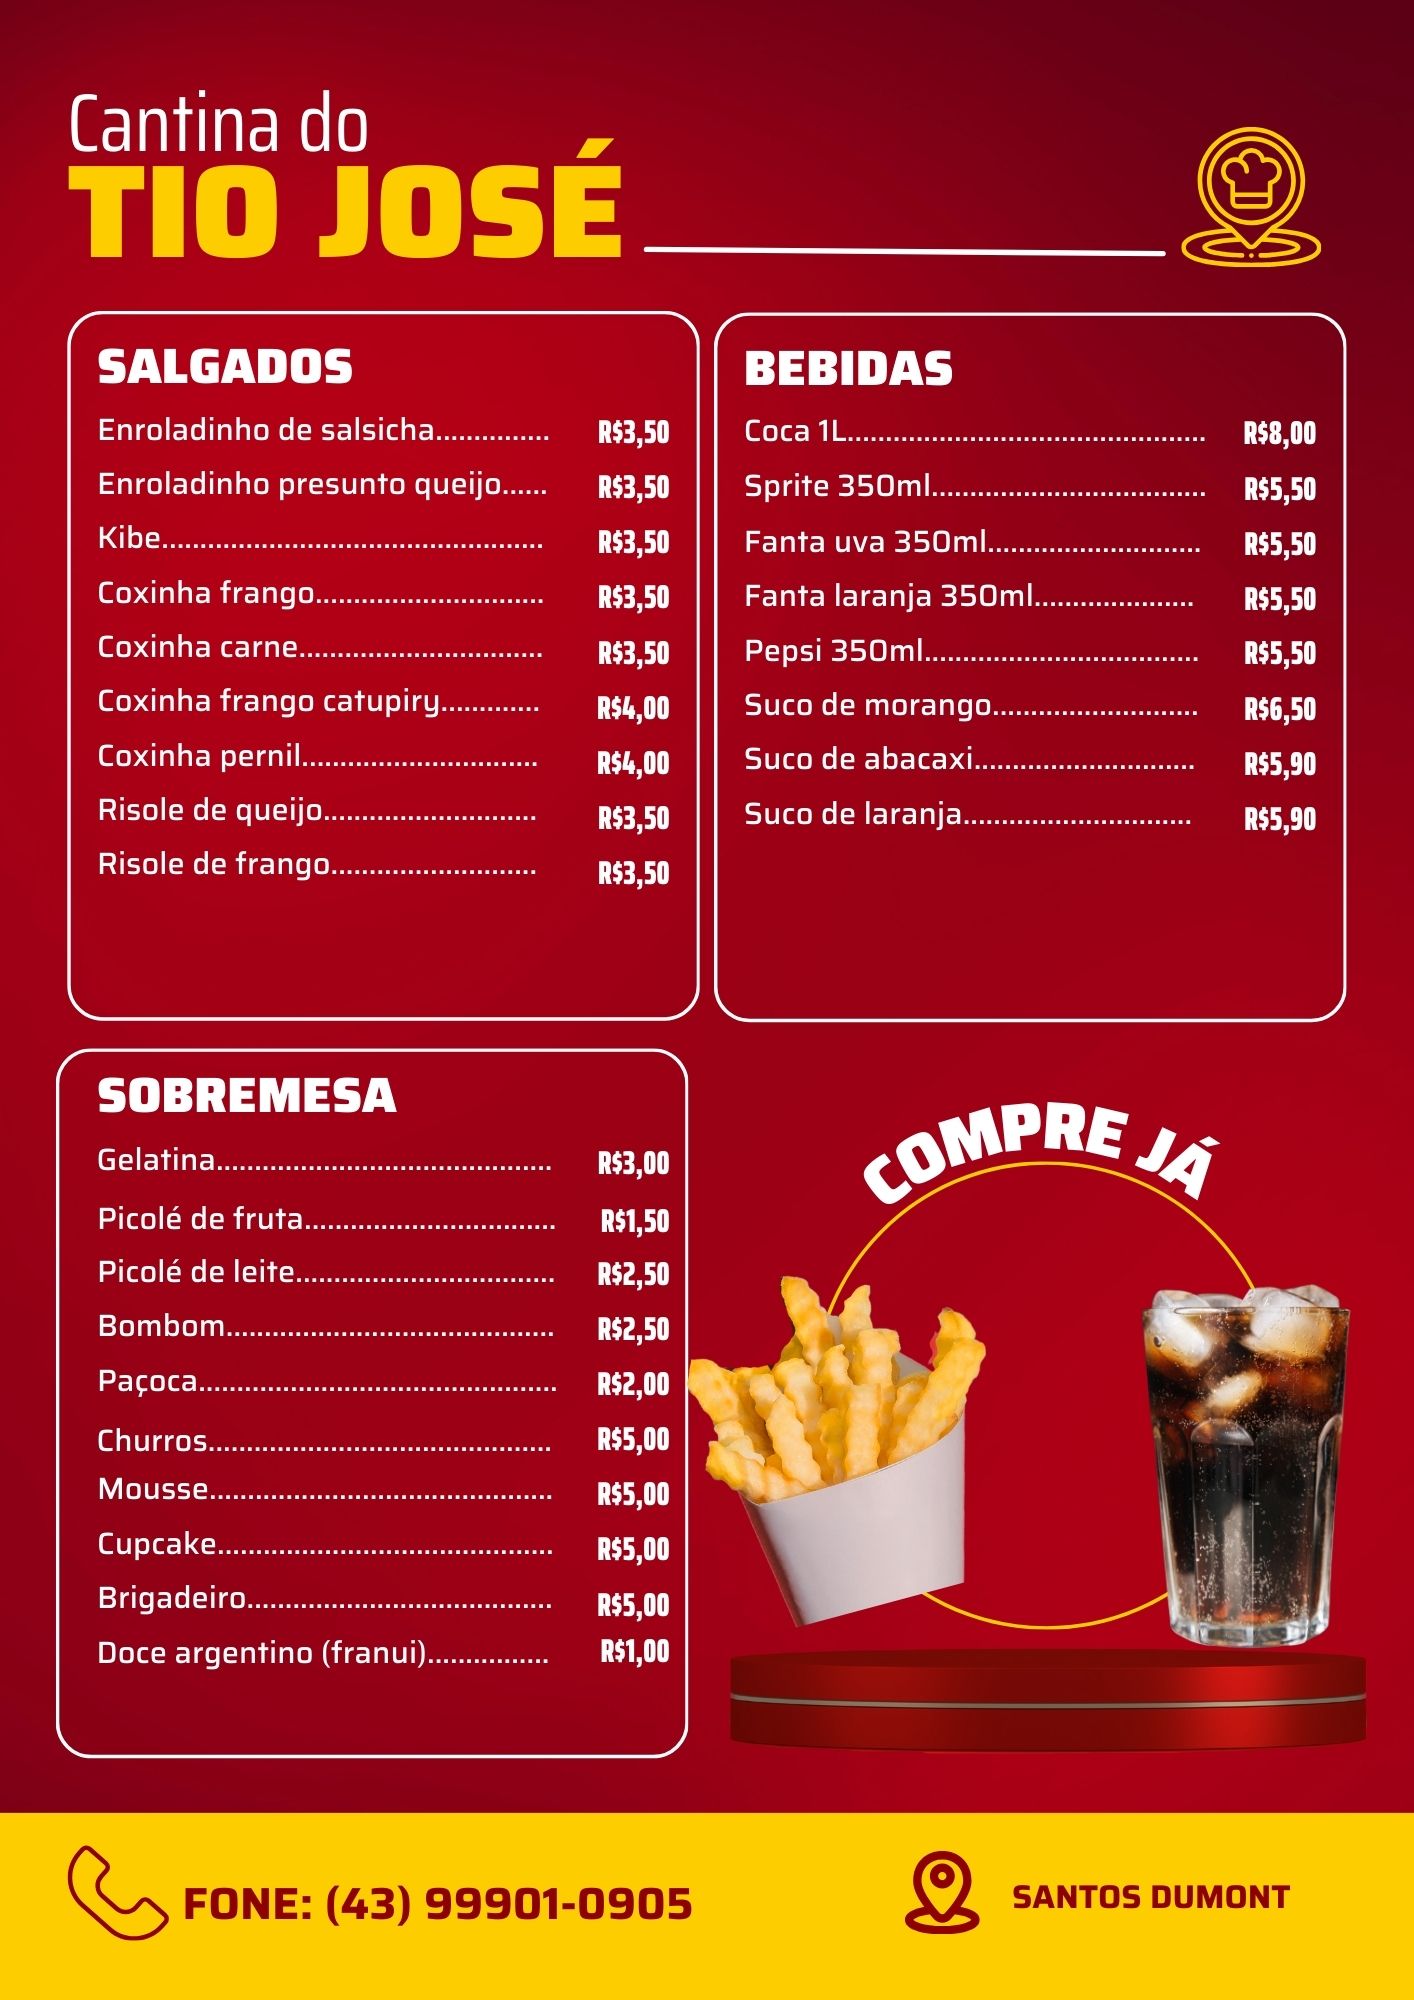 Cantina do
TIO JOSÉ
SALGADOS
Enroladinho de salsicha............... R$3,50
Enroladinho presunto queijo...... R$3,50
Kibe.................................................. R$3,50
Coxinha frango.............................. R$3,50
Coxinha carne................................ R$3,50
Coxinha frango catupiry............. R$4,00
Coxinha pernil............................... R$4,00
Risole de queijo............................ R$3,50
Risole de frango........................... R$3,50
BEBIDAS
Coca 1L............................................... R$8,00
Sprite 350ml.................................... R$5,50
Fanta uva 350ml............................ R$5,50
Fanta laranja 350ml..................... R$5,50
Pepsi 350ml.................................... R$5,50
Suco de morango........................... R$6,50
Suco de abacaxi............................. R$5,90
Suco de laranja.............................. R$5,90
SOBREMESA
Gelatina............................................ R$3,00
Picolé de fruta................................. R$1,50
Picolé de leite.................................. R$2,50
Bombom........................................... R$2,50
Paçoca............................................... R$2,00
Churros............................................. R$5,00
Mousse............................................. R$5,00
Cupcake............................................ R$5,00
Brigadeiro........................................ R$5,00
Doce argentino (franui)................ R$1,00
COMPRE JÁ
FONE: (43) 99901-0905
SANTOS DUMONT